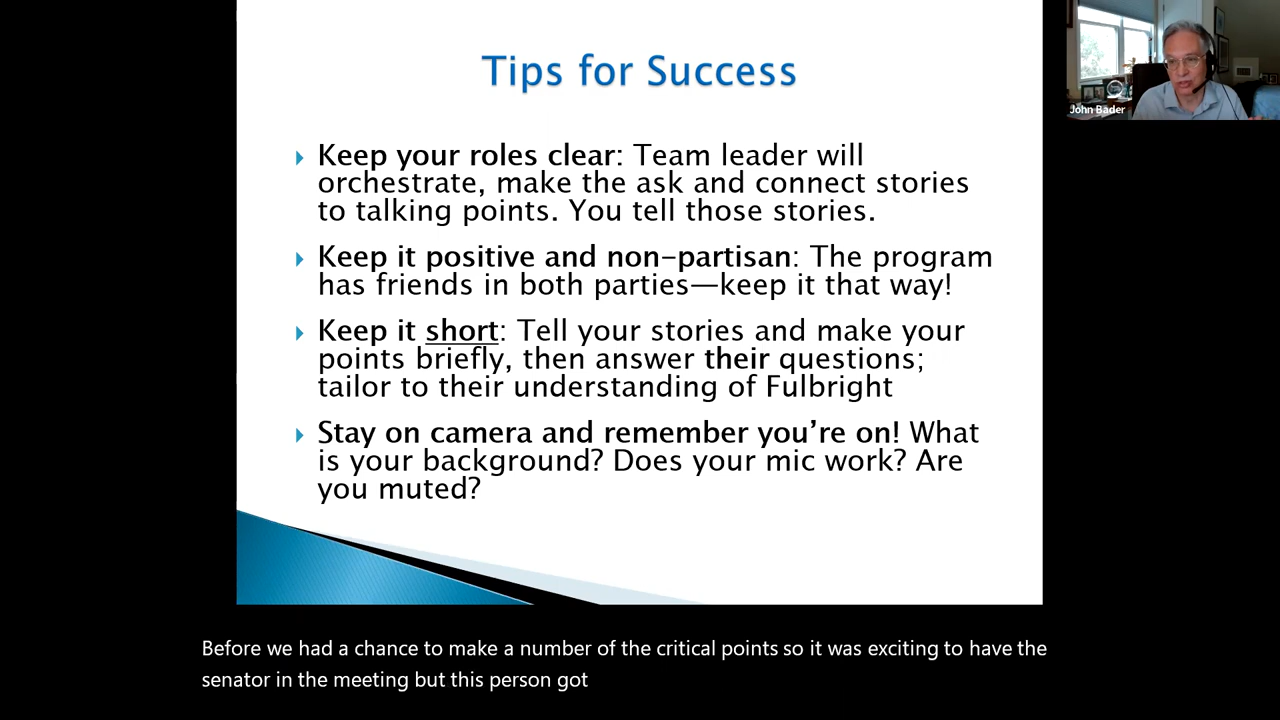 Tips for Success
Keep your roles clear: Team leader will
orchestrate, make the ask and connect stories
to talking points. You tell those stories.
Keep it positive and non-partisan: The program
has friends in both parties—keep it that way!
Keep it short: Tell your stories and make your
points briefly, then answer their questions;
tailor to their understanding of Fulbright
Stay on camera and remember you're on! What
is your background? Does your mic work? Are
you muted?
John Bader
Before we had a chance to make a number of the critical points so it was exciting to have the
senator in the meeting but this person got